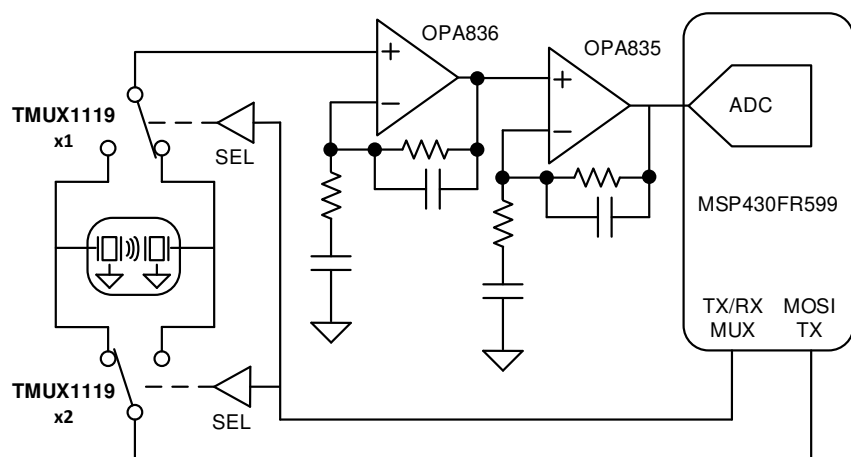 OPA836
OPA835
TMUX1119
x1
SEL
ADC
MSP430FR599
TX/RX
MUX
MOSI
TX
TMUX1119
x2
SEL
+
−
+
−